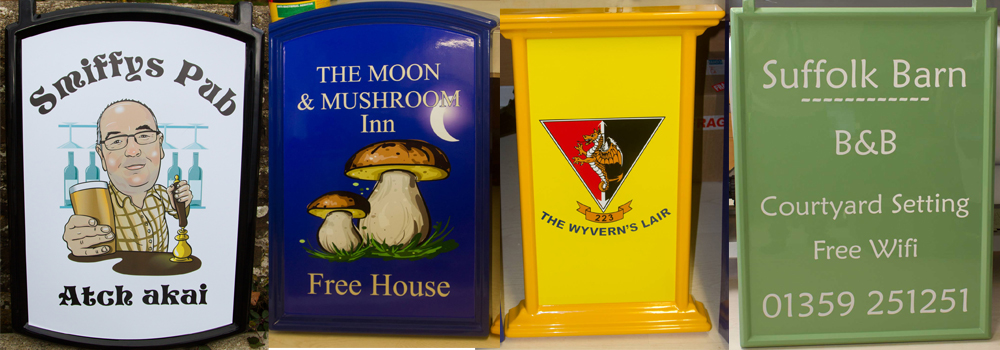 Smiffys Pub
Atch akai
THE MOON
& MUSHROOM
Inn
Free House
223
THE WYVERN'S LAIR
Suffolk Barn
B&B
Courtyard Setting
Free Wifi
01359 251251